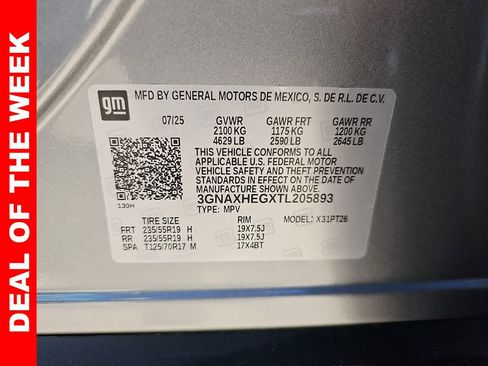 DEAL OF THE WEEK
gm
MFD BY GENERAL MOTORS DE MEXICO, S. DE R.L. DE C.V.
07/25 GVWR GAWR FRT GAWR RR
2100 KG 1175 KG 1200 KG
4629 LB 2590 LB 2645 LB
THIS VEHICLE CONFORMS TO ALL
APPLICABLE U.S. FEDERAL MOTOR
VEHICLE SAFETY AND THEFT
PREVENTION STANDARDS IN EFFECT
ON THE DATE OF MANUFACTURE
SHOWN ABOVE.
3GNAXHEGXTL205893
130H TYPE: MPV MODEL: X31PT26
TIRE SIZE RIM
FRT 235/55R19 H 19X7.5J
RR 235/55R19 H 19X7.5J
SPA T125/70R17 M 17X4BT